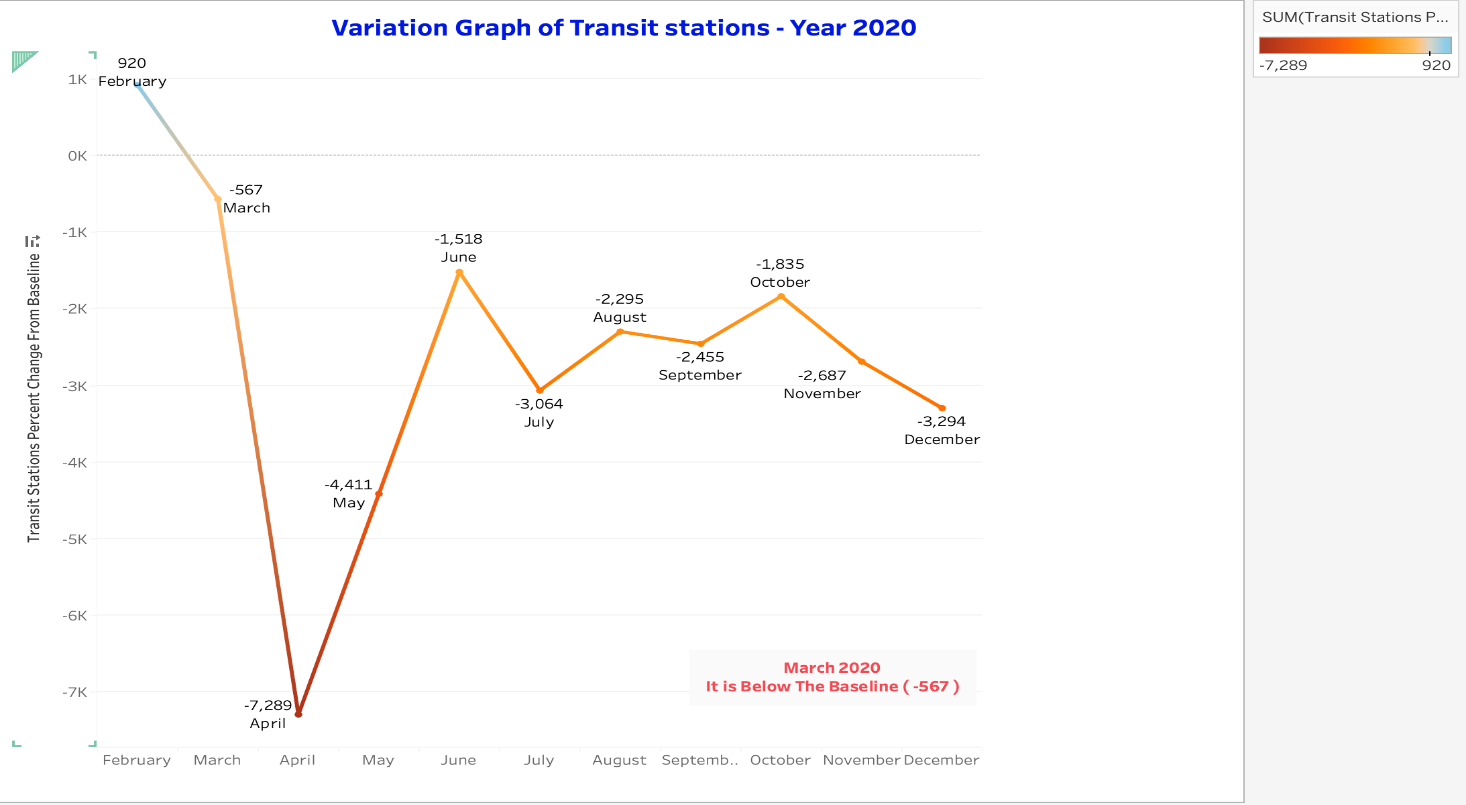 Variation Graph of Transit stations - Year 2020
SUM(Transit Stations P...
-7,289
920
Transit Stations Percent Change From Baseline
1K
0K
-1K
-2K
-3K
-4K
-5K
-6K
-7K
920
February
-567
March
-7,289
April
-4,411
May
-1,518
June
-3,064
July
-2,295
August
-2,455
September
-1,835
October
-2,687
November
-3,294
December
March 2020
It is Below The Baseline ( -567 )
February
March
April
May
June
July
August
Septemb..
October
November
December